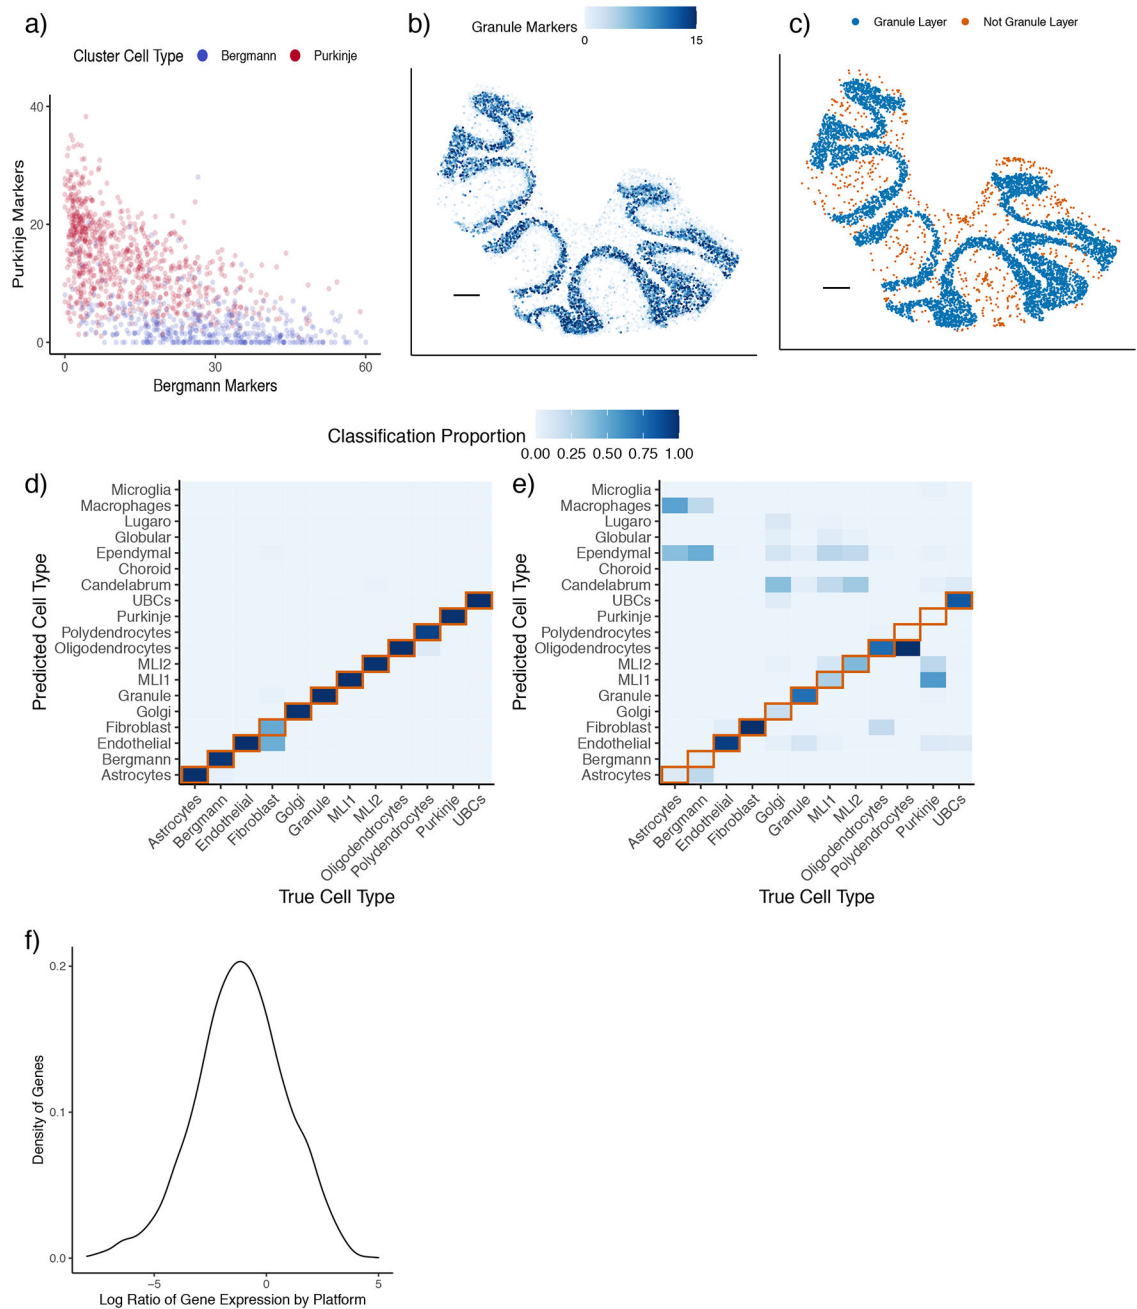 a)
Cluster Cell Type Bergmann Purkinje
Purkinje Markers
40
30
20
10
0
0 30 60
Bergmann Markers
b)
Granule Markers
0 15
c)
Granule Layer Not Granule Layer
Classification Proportion
0.00 0.25 0.50 0.75 1.00
d)
Predicted Cell Type
Microglia
Macrophages
Lugaro
Globular
Ependymal
Choroid
Candelabrum
UBCs
Purkinje
Polydendrocytes
Oligodendrocytes
MLI2
MLI1
Granule
Golgi
Fibroblast
Endothelial
Bergmann
Astrocytes
Astrocytes
Bergmann
Endothelial
Fibroblast
Golgi
Granule
MLI1
MLI2
Oligodendrocytes
Polydendrocytes
Purkinje
UBCs
True Cell Type
e)
Predicted Cell Type
Microglia
Macrophages
Lugaro
Globular
Ependymal
Choroid
Candelabrum
UBCs
Purkinje
Polydendrocytes
Oligodendrocytes
MLI2
MLI1
Granule
Golgi
Fibroblast
Endothelial
Bergmann
Astrocytes
Astrocytes
Bergmann
Endothelial
Fibroblast
Golgi
Granule
MLI1
MLI2
Oligodendrocytes
Polydendrocytes
Purkinje
UBCs
True Cell Type
f)
Density of Genes
0.2
0.1
0.0
−5 0 5
Log Ratio of Gene Expression by Platform